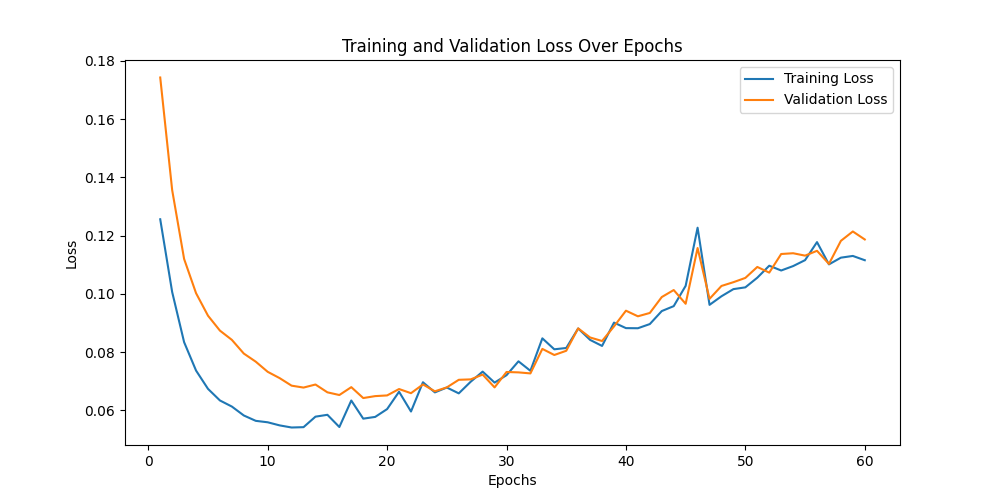 Training and Validation Loss Over Epochs
Training Loss
Validation Loss
0.18
0.16
0.14
0.12
0.10
0.08
0.06
Loss
0 10 20 30 40 50 60
Epochs